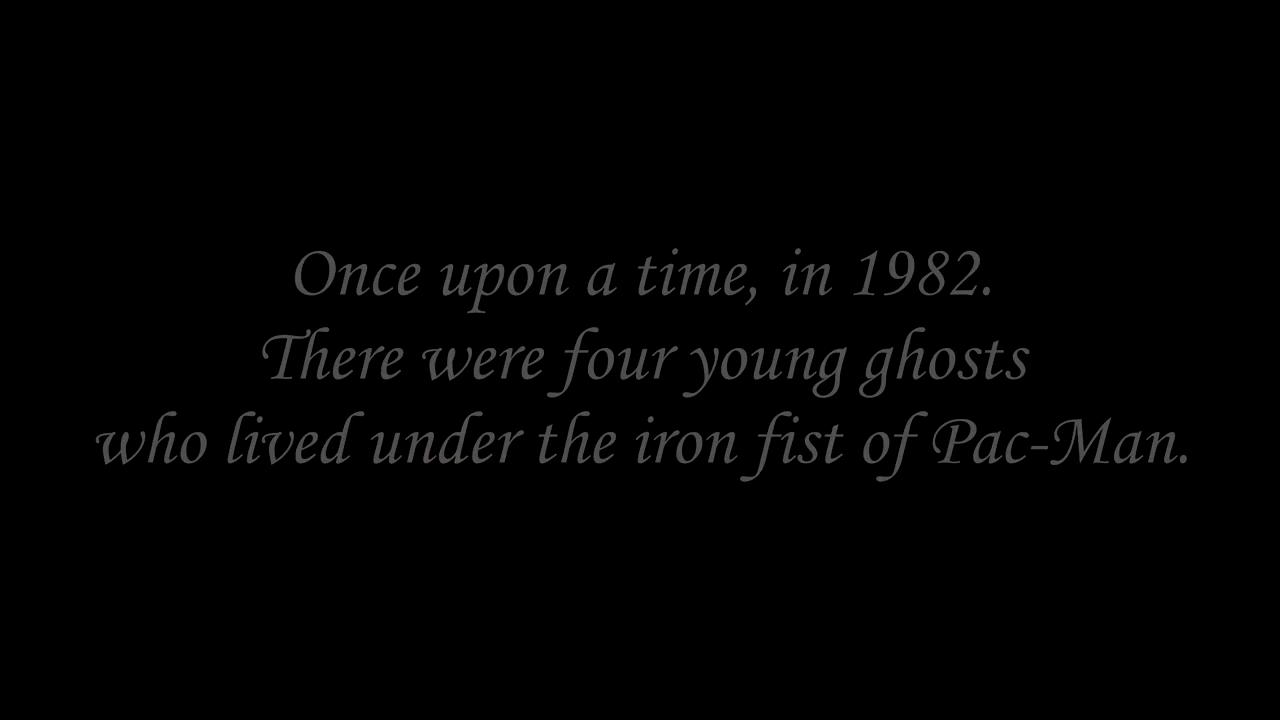 Once upon a time, in 1982.
There were four young ghosts
who lived under the iron fist of Pac-Man.